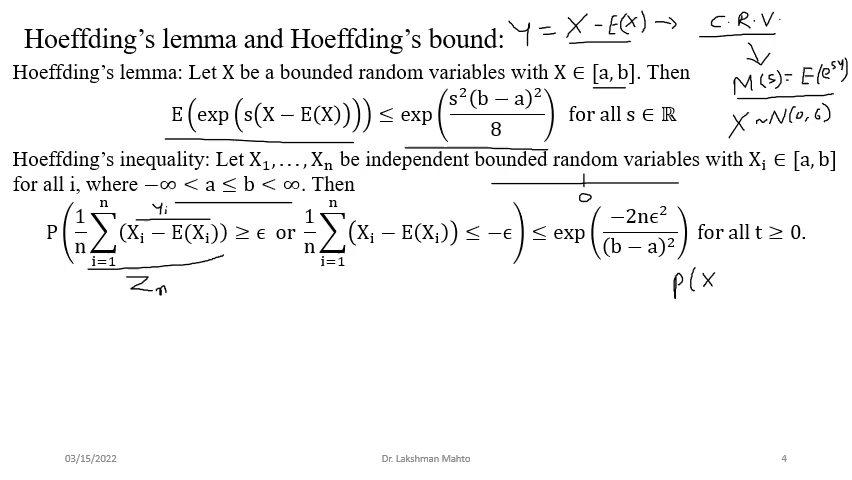 Hoeffding's lemma and Hoeffding's bound: Y = X - E(X) → C.R.V.
Hoeffding's lemma: Let X be a bounded random variables with X ∈ [a, b]. Then
M(s) = E(e^{sY})
E(exp(s(X − E(X)))) ≤ exp(s²(b − a)²/8) for all s ∈ ℝ
X ~ N(0, 6)
Hoeffding's inequality: Let X₁, . . . , Xₙ be independent bounded random variables with Xᵢ ∈ [a, b]
for all i, where −∞ < a ≤ b < ∞. Then
0
Yᵢ
P(1/n ∑ᵢ₌₁ⁿ (Xᵢ − E(Xᵢ)) ≥ ϵ or 1/n ∑ᵢ₌₁ⁿ (Xᵢ − E(Xᵢ)) ≤ −ϵ) ≤ exp(−2nϵ²/(b − a)²) for all t ≥ 0.
Zₙ
P(X
03/15/2022
Dr. Lakshman Mahto
4